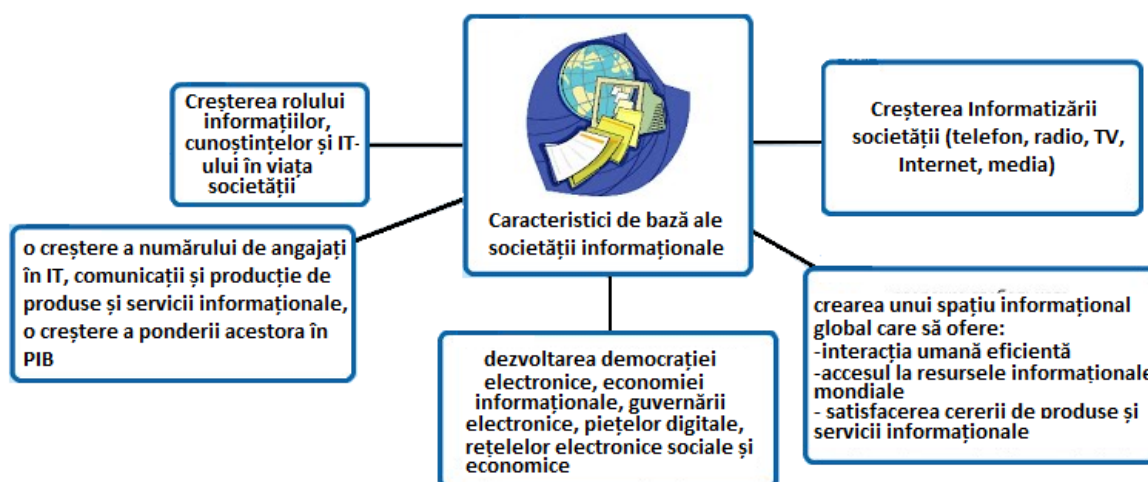 Creșterea rolului
informațiilor,
cunoștințelor și IT-
ului în viața
societății
Caracteristici de bază ale
societății informaționale
Creșterea Informatizării
societății (telefon, radio, TV,
Internet, media)
o creștere a numărului de angajați
în IT, comunicații și producție de
produse și servicii informaționale,
o creștere a ponderii acestora în
PIB
dezvoltarea democrației
electronice, economiei
informaționale, guvernării
electronice, piețelor digitale,
rețelelor electronice sociale și
economice
crearea unui spațiu informațional
global care să ofere:
-interacția umană eficientă
-accesul la resursele informaționale
mondiale
- satisfacerea cererii de produse și
servicii informaționale